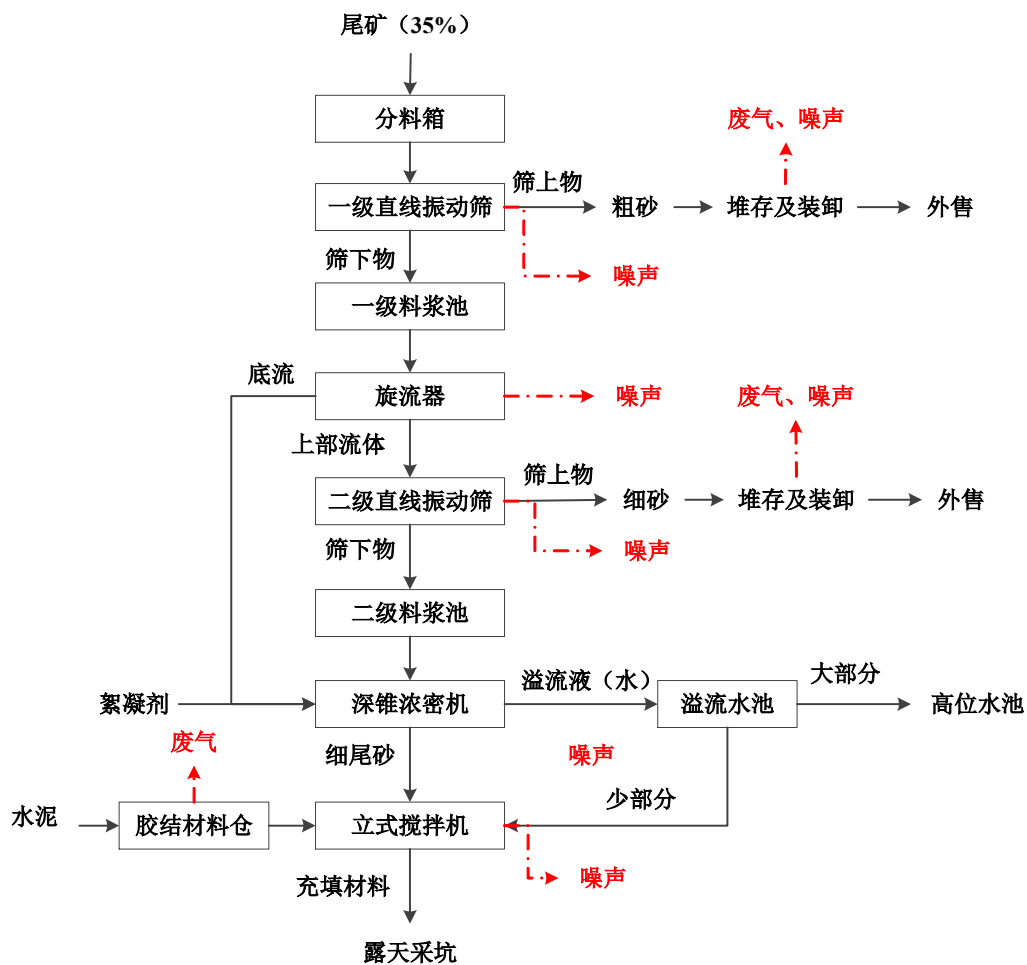 尾矿（35%）
分料箱
废气、噪声
筛上物
一级直线振动筛
粗砂
堆存及装卸
外售
筛下物
噪声
一级料浆池
底流
旋流器
噪声
废气、噪声
上部流体
筛上物
二级直线振动筛
细砂
堆存及装卸
外售
筛下物
噪声
二级料浆池
絮凝剂
深锥浓密机
溢流液（水）
溢流水池
大部分
高位水池
废气
细尾砂
噪声
少部分
水泥
胶结材料仓
立式搅拌机
噪声
充填材料
露天采坑